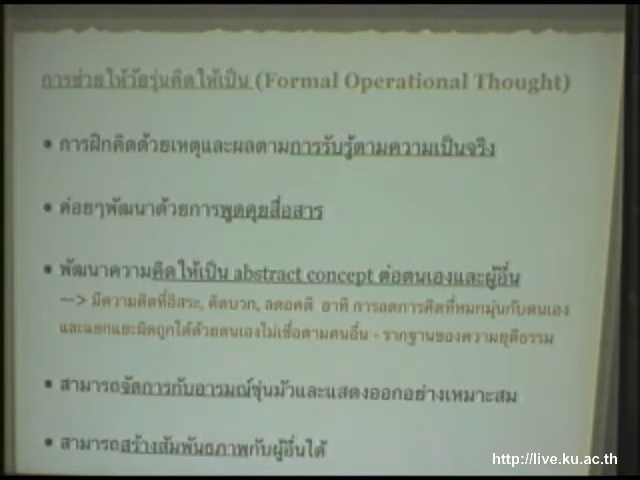 การช่วยให้วัยรุ่นคิดให้เป็น (Formal Operational Thought)
• การฝึกคิดด้วยเหตุและผลตามการรับรู้ตามความเป็นจริง
• ค่อยๆพัฒนาด้วยการพูดคุยสื่อสาร
• พัฒนาความคิดให้เป็น abstract concept ต่อตนเองและผู้อื่น
—> มีความคิดที่อิสระ, คิดบวก, ลดอคติ อาทิ การลดการคิดที่หมกมุ่นกับตนเอง
และแยกแยะผิดถูกได้ด้วยตนเองไม่เชื่อตามคนอื่น - รากฐานของความยุติธรรม
• สามารถจัดการกับอารมณ์ขุ่นมัวและแสดงออกอย่างเหมาะสม
• สามารถสร้างสัมพันธภาพกับผู้อื่นได้
http://live.ku.ac.th